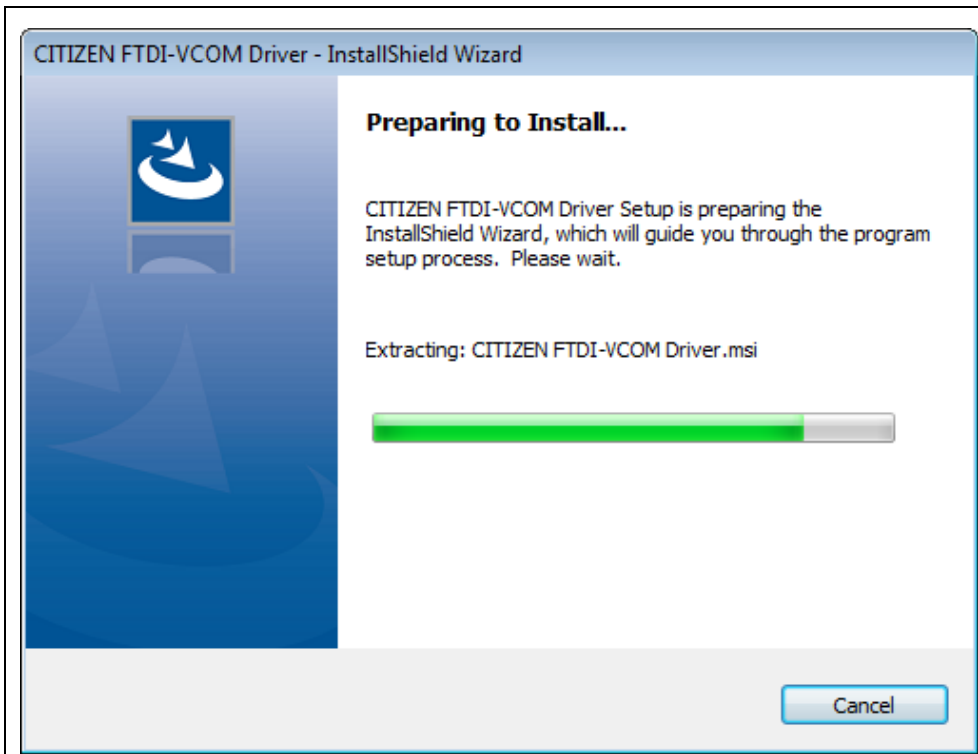 CITIZEN FTDI-VCOM Driver - InstallShield Wizard
Preparing to Install...
CITIZEN FTDI-VCOM Driver Setup is preparing the
InstallShield Wizard, which will guide you through the program
setup process.  Please wait.
Extracting: CITIZEN FTDI-VCOM Driver.msi
Cancel